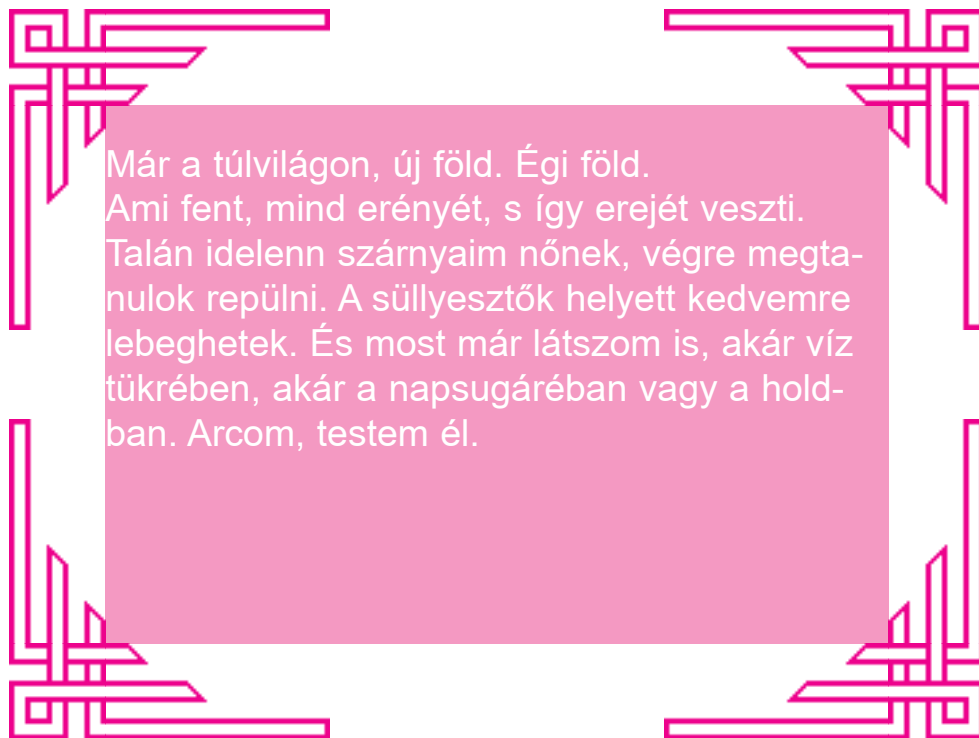 Már a túlvilágon, új föld. Égi föld.
Ami fent, mind erényét, s így erejét veszti.
Talán idelenn szárnyaim nőnek, végre megta-
nulok repülni. A süllyesztők helyett kedvemre
lebeghetek. És most már látszom is, akár víz
tükrében, akár a napsugáréban vagy a hold-
ban. Arcom, testem él.